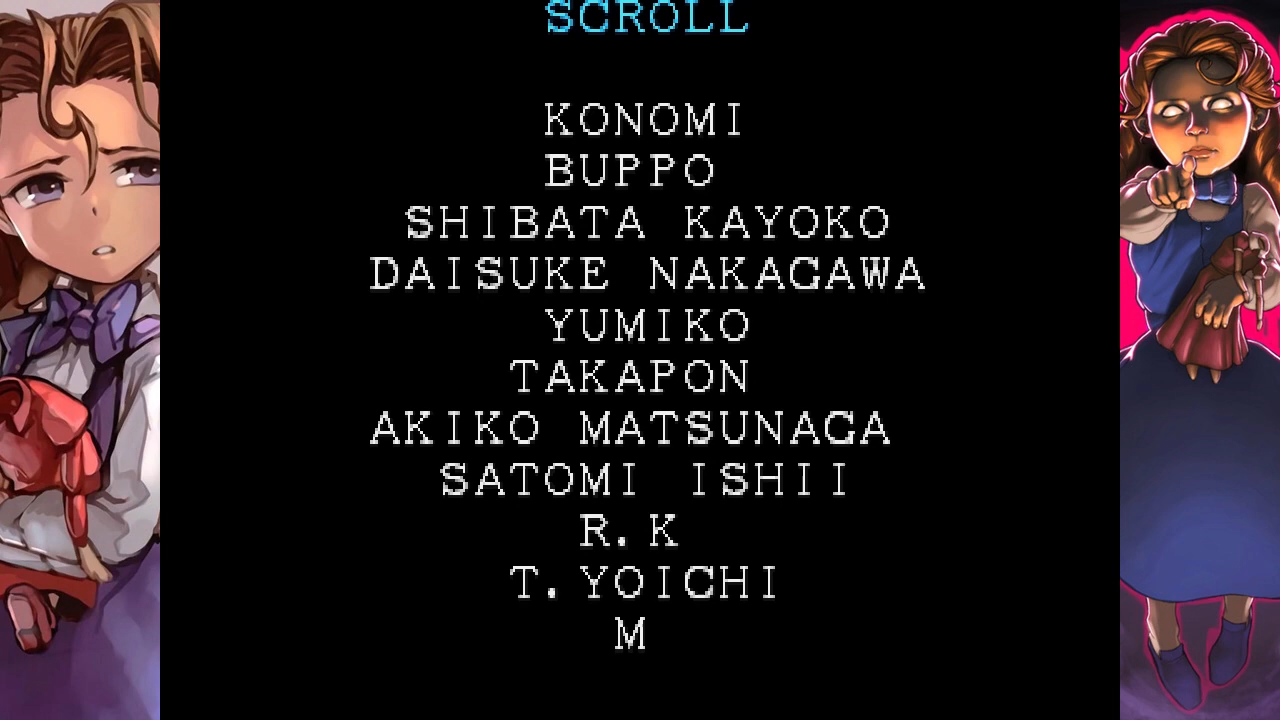 SCROLL
KONOMI
BUPPO
SHIBATA KAYOKO
DAISUKE NAKAGAWA
YUMIKO
TAKAPON
AKIKO MATSUNAGA
SATOMI ISHII
R.K
T.YOICHI
M